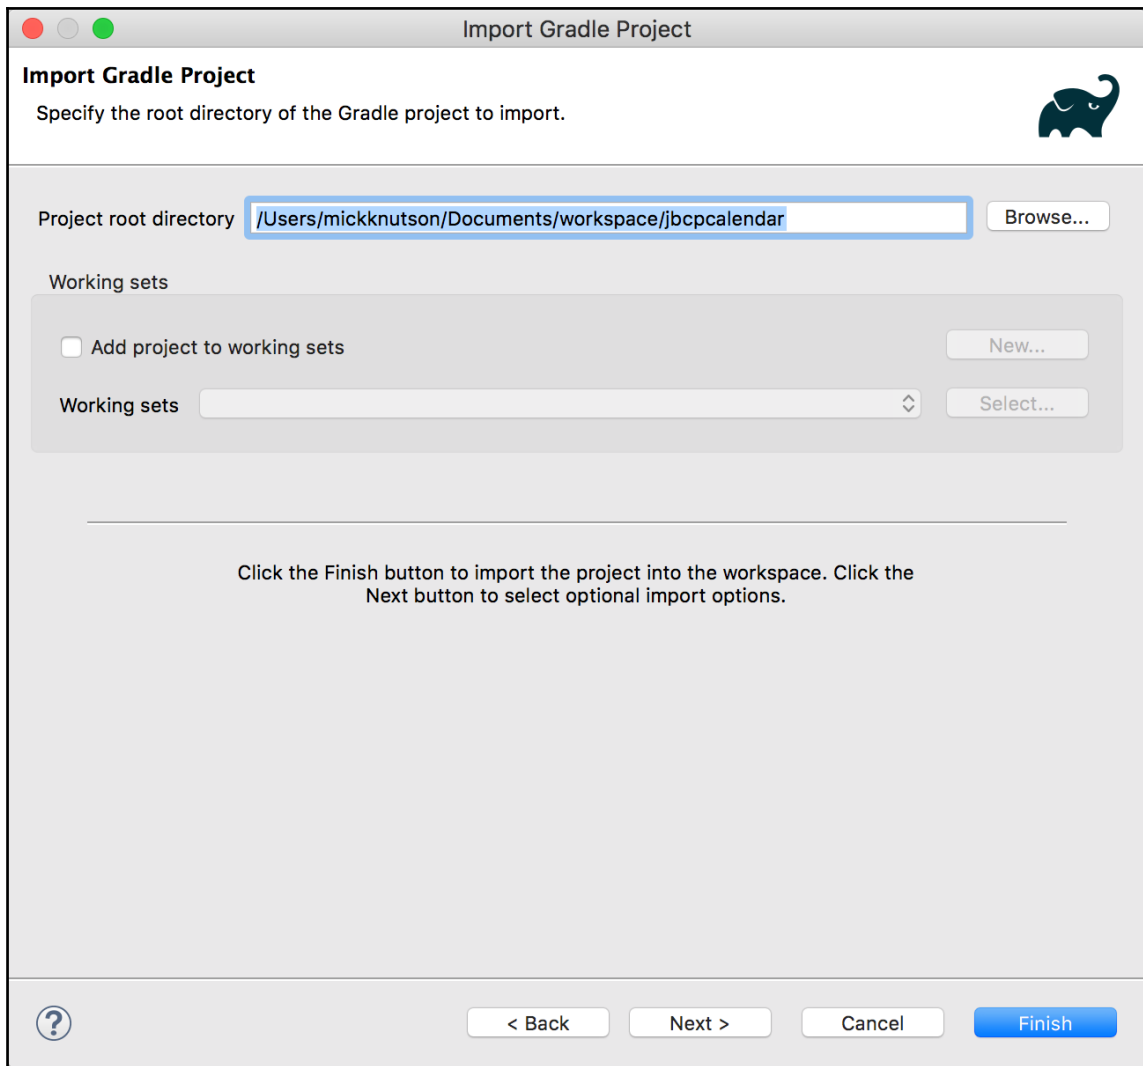 Import Gradle Project
Import Gradle Project
Specify the root directory of the Gradle project to import.
Project root directory /Users/mickknutson/Documents/workspace/jbcpcalendar Browse...
Working sets
Add project to working sets New...
Working sets Select...
Click the Finish button to import the project into the workspace. Click the
Next button to select optional import options.
? < Back Next > Cancel Finish